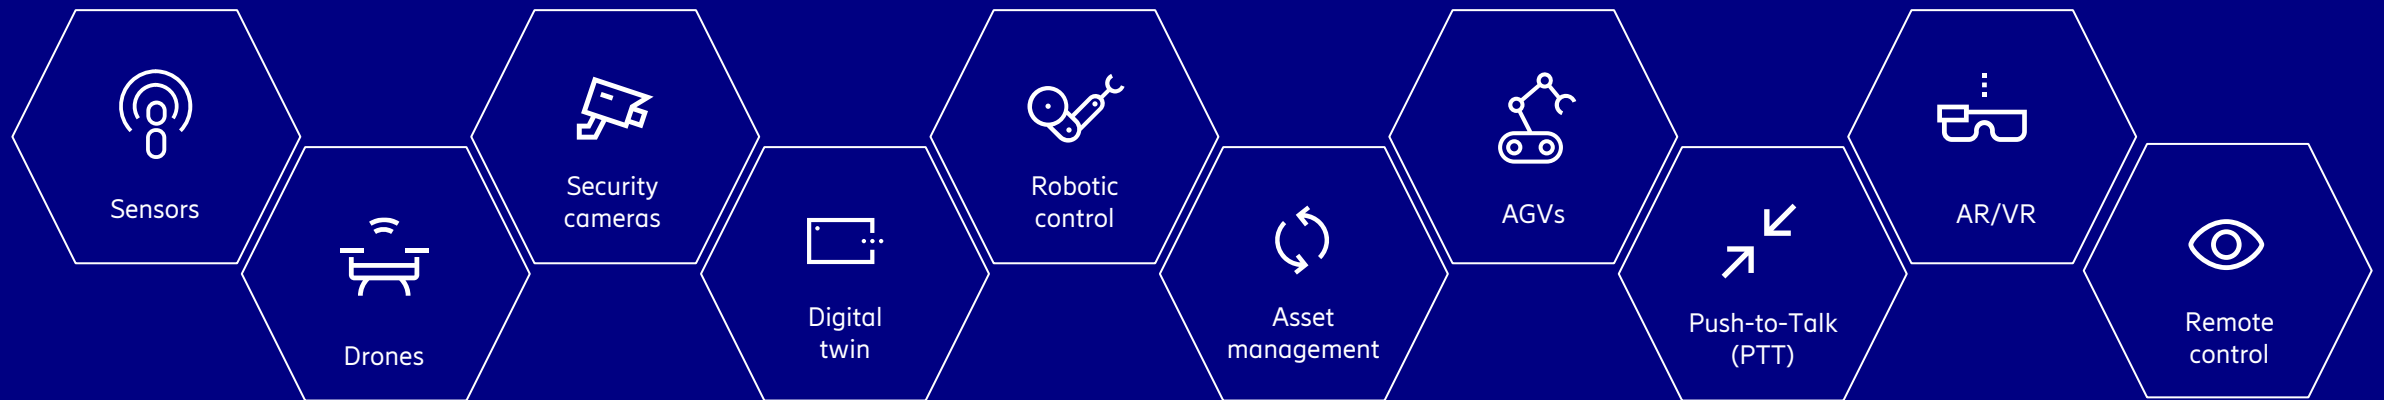 Sensors
Drones
Security
cameras
Digital
twin
Robotic
control
Asset
management
AGVs
Push-to-Talk
(PTT)
AR/VR
Remote
control